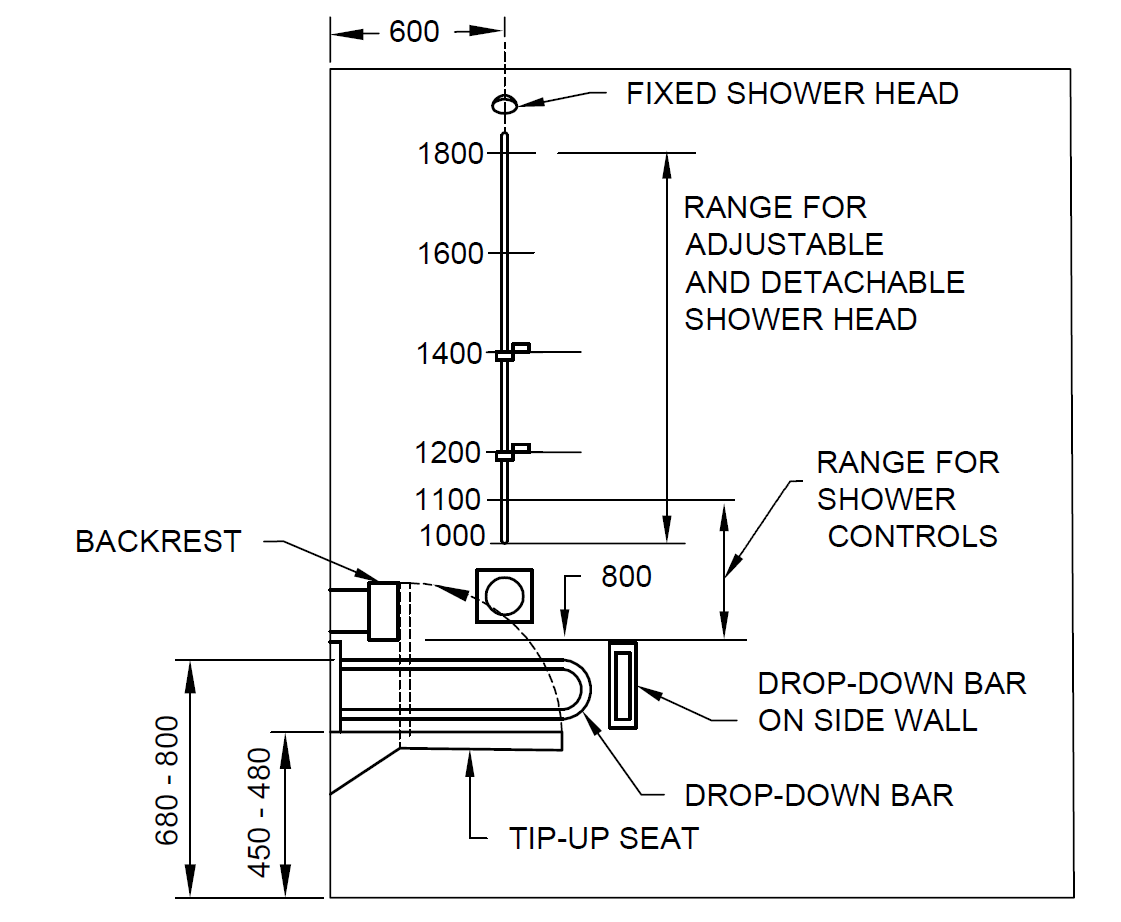 600
FIXED SHOWER HEAD
1800
RANGE FOR
ADJUSTABLE
AND DETACHABLE
SHOWER HEAD
1600
1400
1200
1100
1000
RANGE FOR
SHOWER
CONTROLS
BACKREST
800
DROP-DOWN BAR
ON SIDE WALL
680 - 800
450 - 480
DROP-DOWN BAR
TIP-UP SEAT